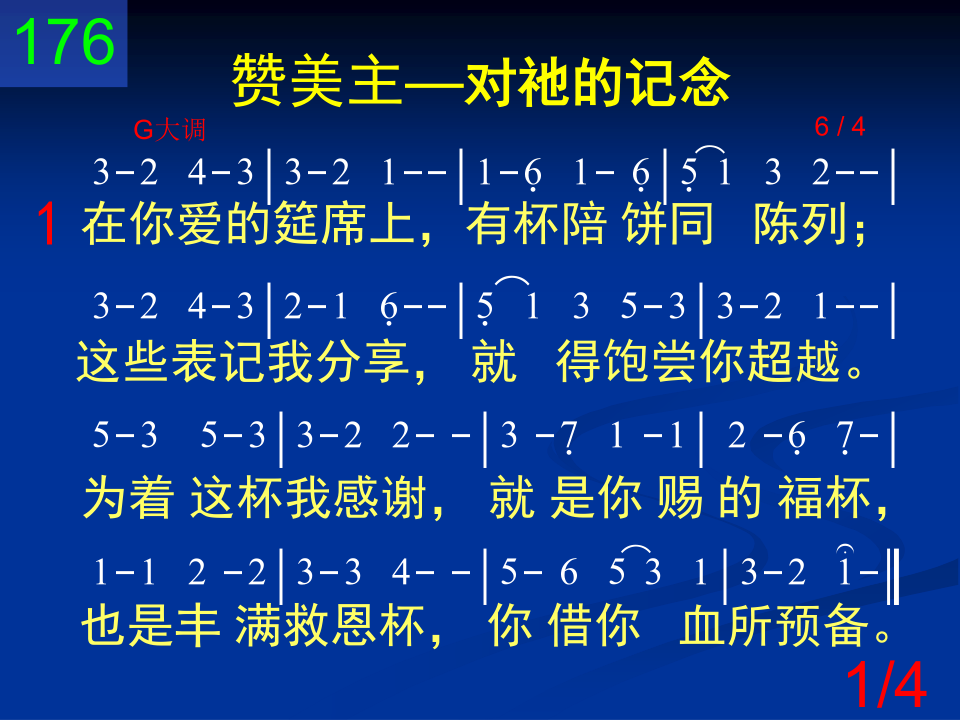 176
赞美主—对祂的记念
G大调 6 / 4
3-2 4-3|3-2 1--|1-6̣ 1-6̣|5̣ 1 3 2--|
1 在你爱的筵席上，有杯陪 饼同 陈列；
3-2 4-3|2-1 6̣--|5̣ 1 3 5-3|3-2 1--|
这些表记我分享， 就 得饱尝你超越。
5-3 5-3|3-2 2--|3-7̣ 1-1|2-6̣ 7̣-|
为着 这杯我感谢， 就 是你 赐 的 福杯，
1-1 2-2|3-3 4--|5-6 5 3 1|3-2 1-‖
也是丰 满救恩杯， 你 借你 血所预备。
1/4